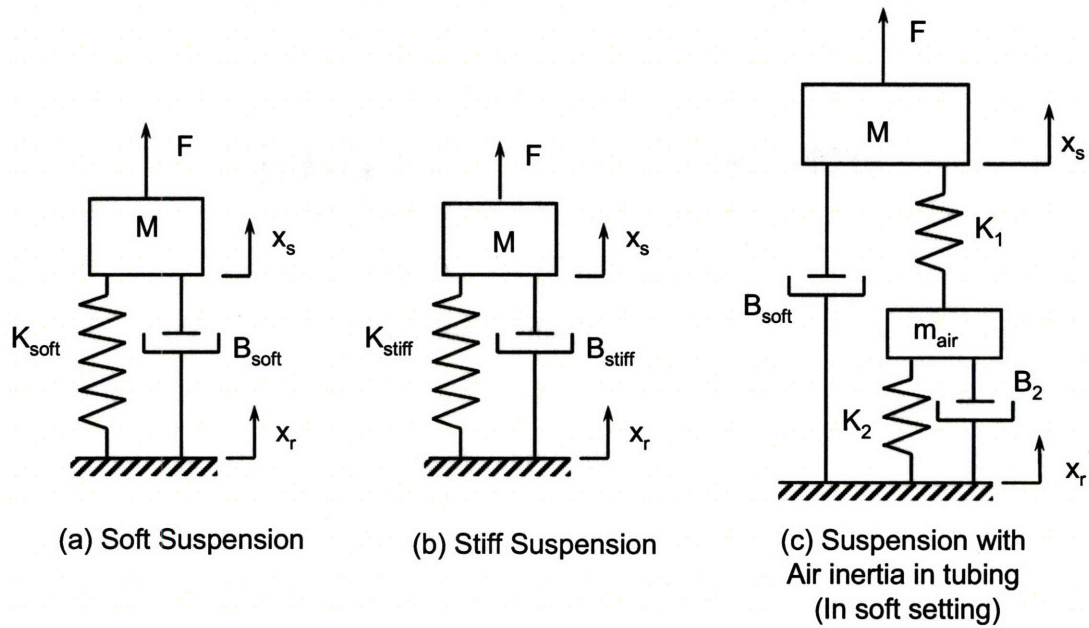 F
M
x_s
K_soft
B_soft
x_r
(a) Soft Suspension
F
M
x_s
K_stiff
B_stiff
x_r
(b) Stiff Suspension
F
M
x_s
K_1
B_soft
m_air
B_2
K_2
x_r
(c) Suspension with
Air inertia in tubing
(In soft setting)